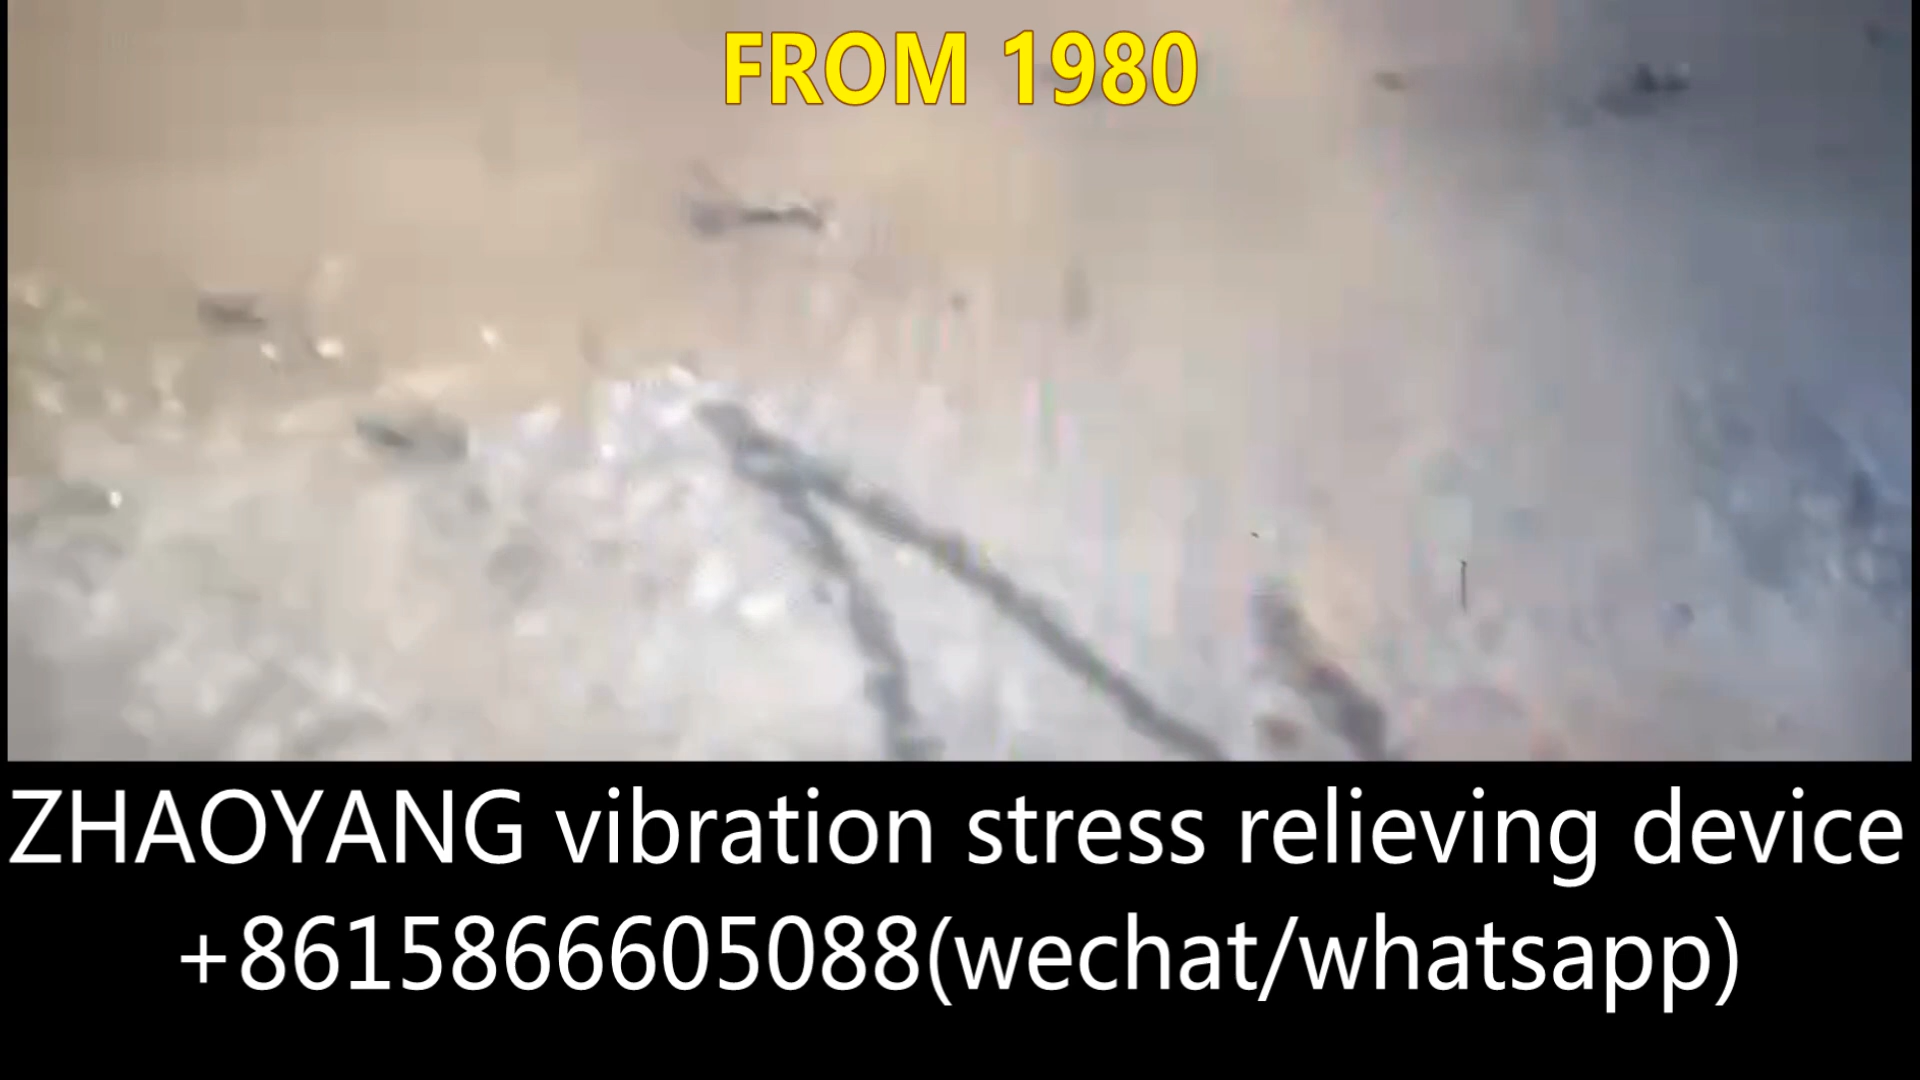 FROM 1980
ZHAOYANG vibration stress relieving device
+8615866605088(wechat/whatsapp)